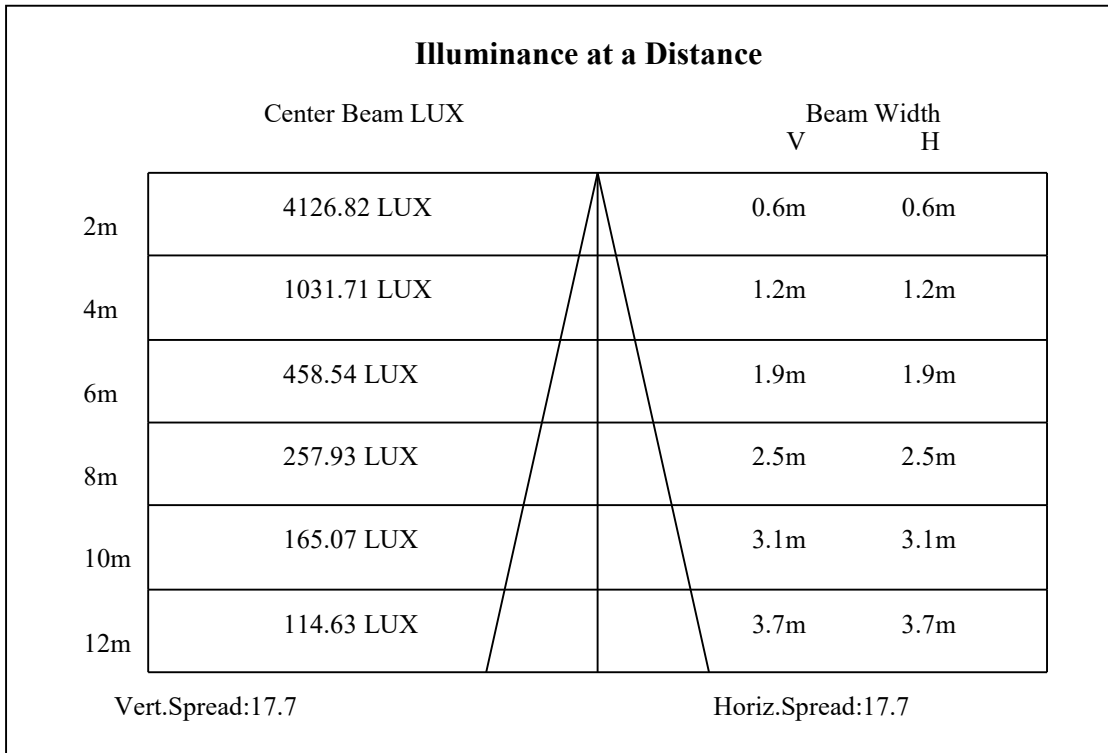 Illuminance at a Distance
Center Beam LUX Beam Width
V H
2m 4126.82 LUX 0.6m 0.6m
4m 1031.71 LUX 1.2m 1.2m
6m 458.54 LUX 1.9m 1.9m
8m 257.93 LUX 2.5m 2.5m
10m 165.07 LUX 3.1m 3.1m
12m 114.63 LUX 3.7m 3.7m
Vert.Spread:17.7 Horiz.Spread:17.7